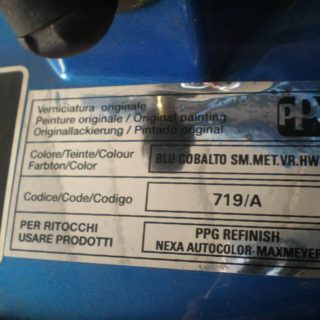 Verniciatura originale
Peinture originale / Original painting
Originallackierung / Pintado original
PPG
Colore/Teinte/Colour
Farbton/Color
BLU COBALTO SM.MET.VR.HW
Codice/Code/Codigo
719/A
PER RITOCCHI
USARE PRODOTTI
PPG REFINISH
NEXA AUTOCOLOR-MAXMEYER